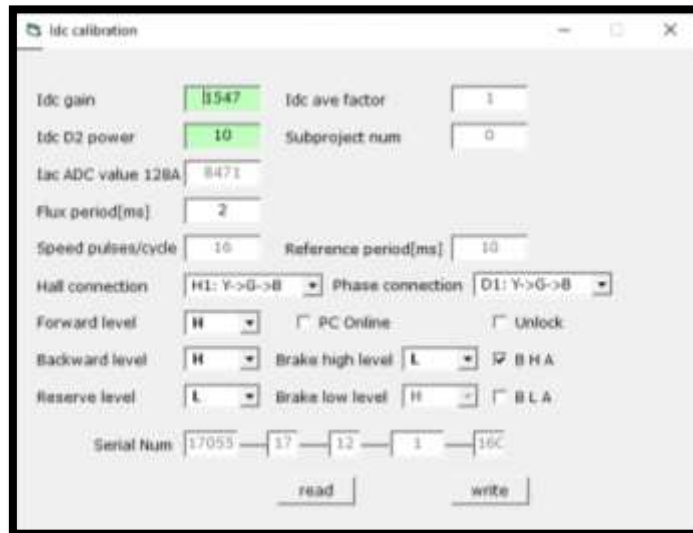 Idc calibration
Idc gain 1547 Idc ave factor 1
Idc D2 power 10 Subproject num 0
Iac ADC value 128A 8471
Flux period[ms] 2
Speed pulses/cycle 16 Reference period[ms] 10
Hall connection H1: Y->G->B Phase connection D1: Y->G->B
Forward level H PC Online Unlock
Backward level H Brake high level L B H A
Reserve level L Brake low level H B L A
Serial Num 17055 17 12 1 16C
read write